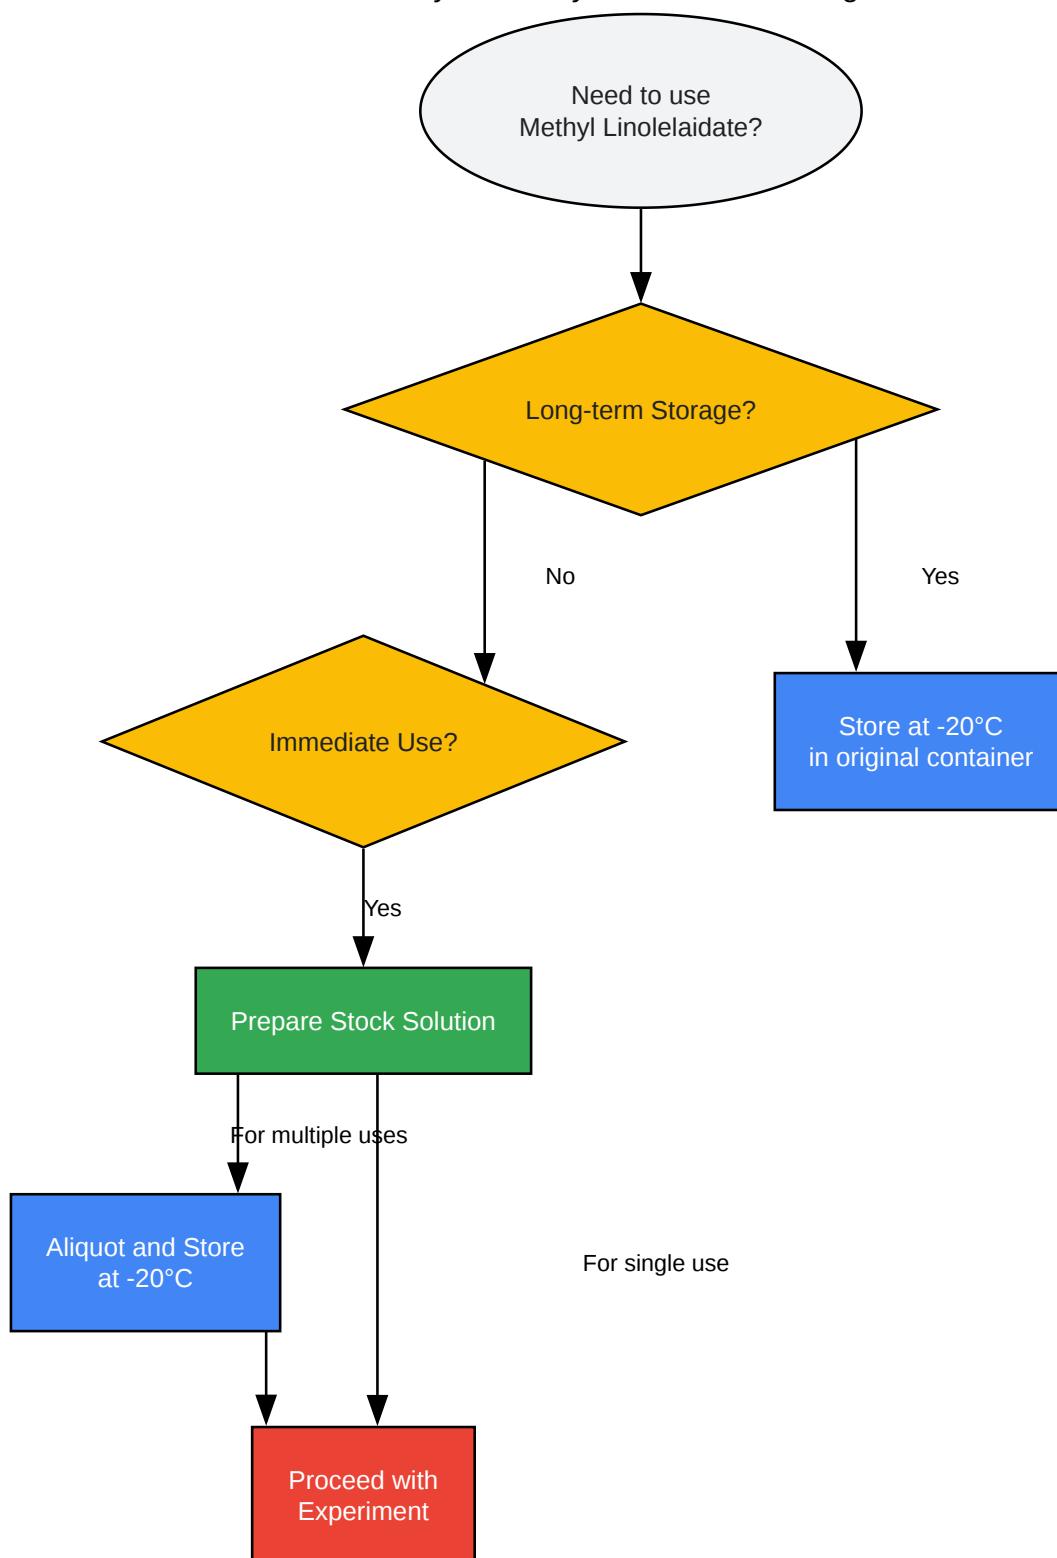 Need to use
Methyl Linolelaidate?
Long-term Storage?
No
Yes
Immediate Use?
Store at -20°C
in original container
Yes
Prepare Stock Solution
For multiple uses
Aliquot and Store
at -20°C
For single use
Proceed with
Experiment